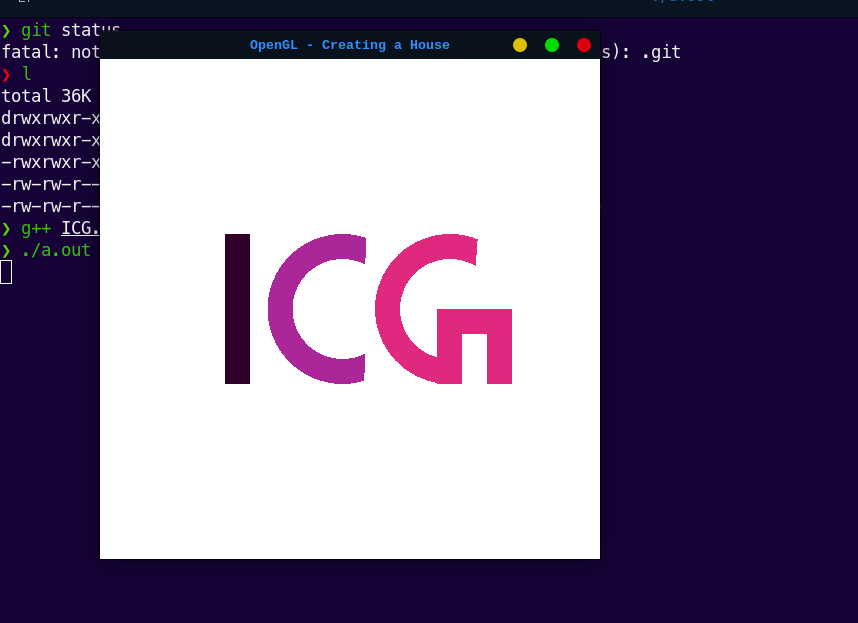 ❯ git status
fatal: not s): .git
❯ l
total 36K
drwxrwxr-x
drwxrwxr-x
-rwxrwxr-x
-rw-rw-r--
-rw-rw-r--
❯ g++ ICG.
❯ ./a.out
OpenGL - Creating a House
ICG